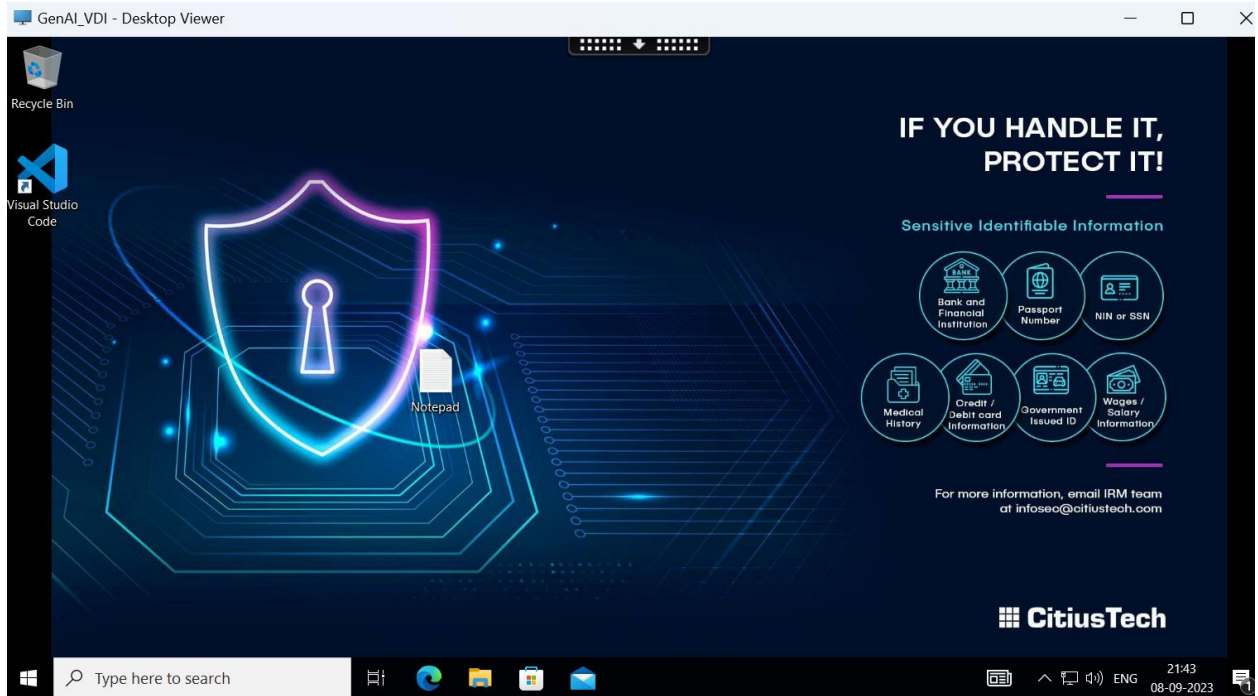 GenAI_VDI - Desktop Viewer
Recycle Bin
Visual Studio
Code
Notepad
IF YOU HANDLE IT,
PROTECT IT!
Sensitive Identifiable Information
BANK
Bank and
Financial
Institution
Passport
Number
NIN or SSN
Medical
History
Credit /
Debit card
Information
Government
Issued ID
Wages /
Salary
Information
For more information, email IRM team
at infosec@citiustech.com
CitiusTech
Type here to search
ENG
21:43
08-09-2023
1